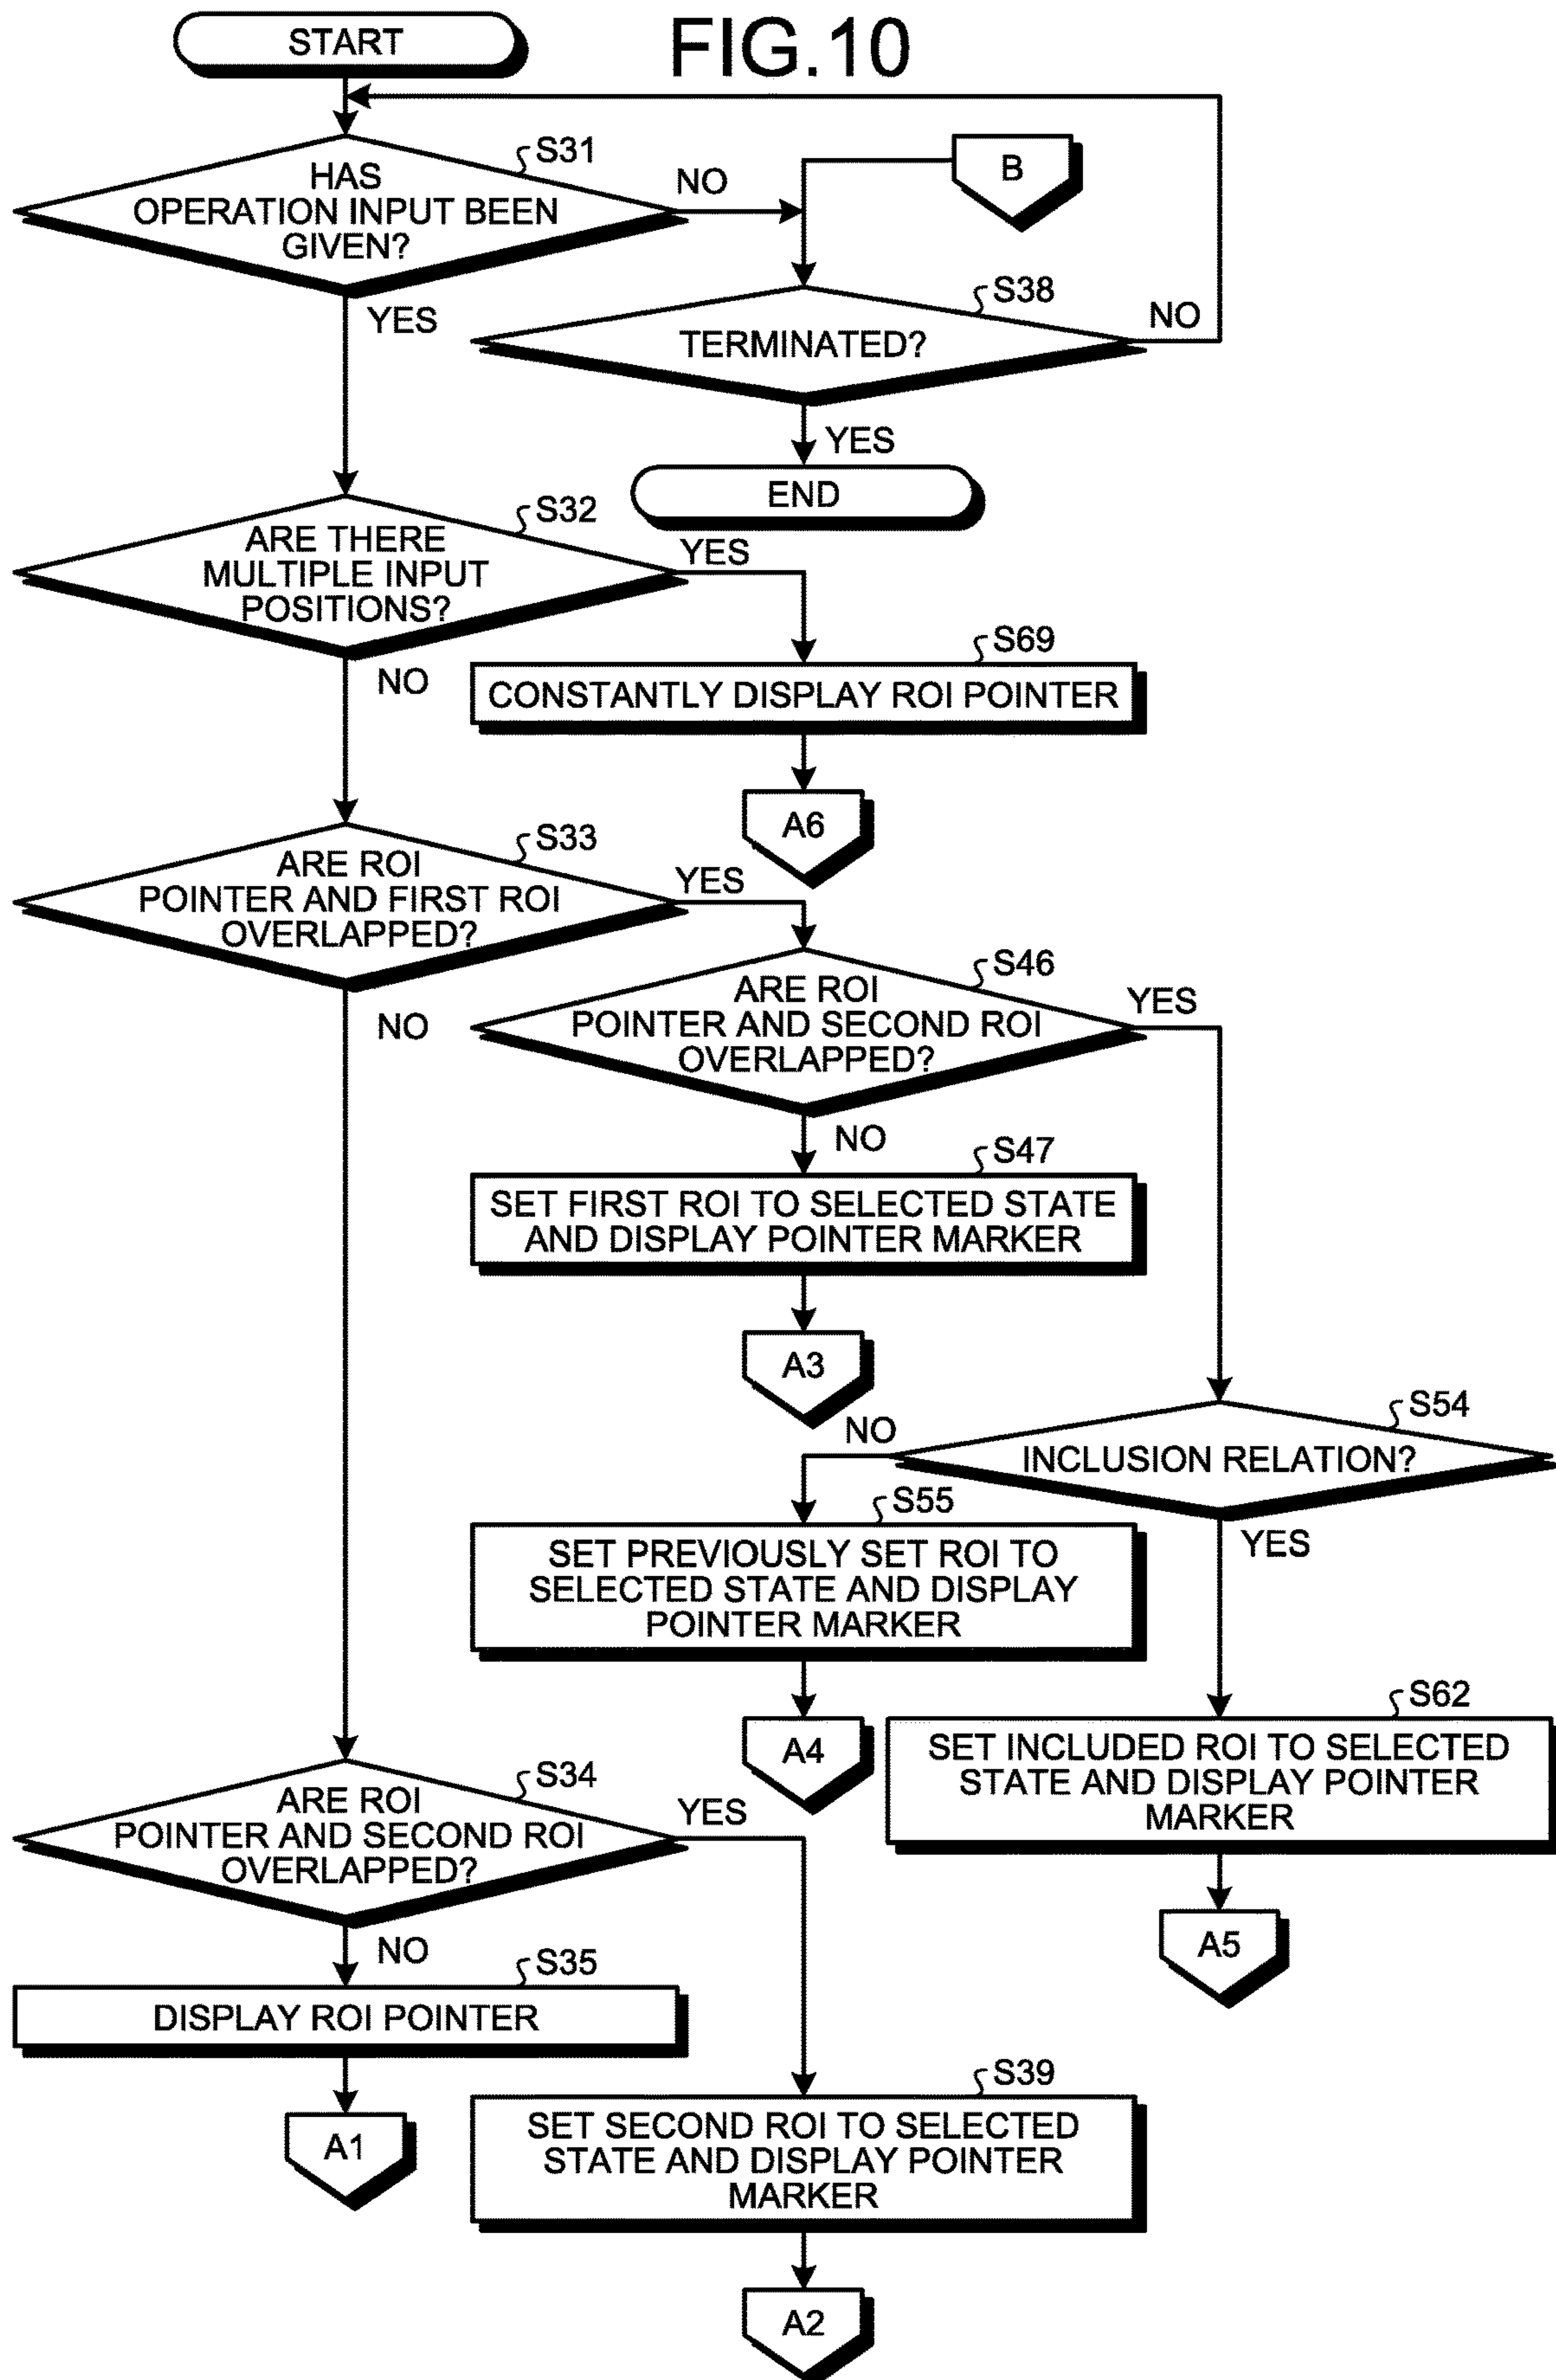 FIG.10
START
S31
HAS
OPERATION INPUT BEEN
GIVEN?
NO
B
YES
S38
TERMINATED?
NO
YES
END
S32
ARE THERE
MULTIPLE INPUT
POSITIONS?
YES
NO
S69
CONSTANTLY DISPLAY ROI POINTER
A6
S33
ARE ROI
POINTER AND FIRST ROI
OVERLAPPED?
YES
NO
S46
ARE ROI
POINTER AND SECOND ROI
OVERLAPPED?
YES
NO
S47
SET FIRST ROI TO SELECTED STATE
AND DISPLAY POINTER MARKER
A3
S54
INCLUSION RELATION?
NO
YES
S55
SET PREVIOUSLY SET ROI TO
SELECTED STATE AND DISPLAY
POINTER MARKER
A4
S62
SET INCLUDED ROI TO SELECTED
STATE AND DISPLAY POINTER
MARKER
A5
S34
ARE ROI
POINTER AND SECOND ROI
OVERLAPPED?
YES
NO
S35
DISPLAY ROI POINTER
A1
S39
SET SECOND ROI TO SELECTED
STATE AND DISPLAY POINTER
MARKER
A2